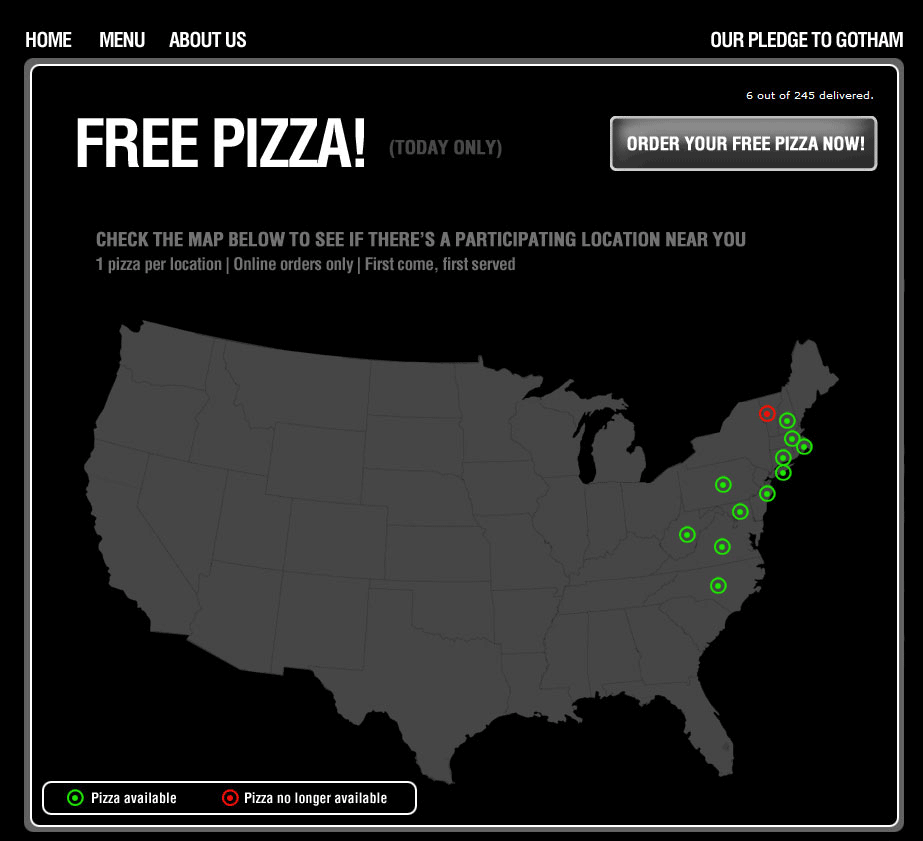 HOME MENU ABOUT US OUR PLEDGE TO GOTHAM
6 out of 245 delivered.
FREE PIZZA! (TODAY ONLY)
ORDER YOUR FREE PIZZA NOW!
CHECK THE MAP BELOW TO SEE IF THERE'S A PARTICIPATING LOCATION NEAR YOU
1 pizza per location | Online orders only | First come, first served
Pizza available Pizza no longer available